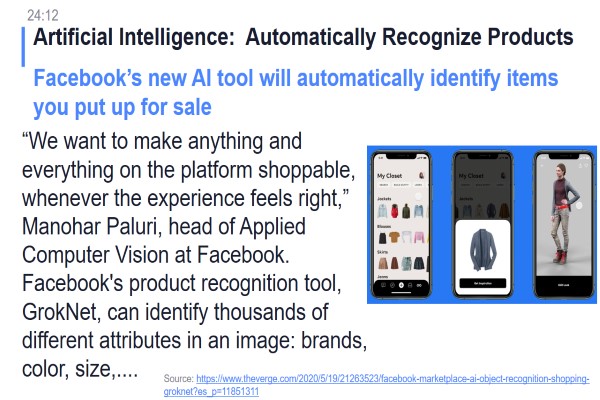 24:12
Artificial Intelligence:  Automatically Recognize Products
Facebook’s new AI tool will automatically identify items
you put up for sale
“We want to make anything and
everything on the platform shoppable,
whenever the experience feels right,”
Manohar Paluri, head of Applied
Computer Vision at Facebook.
Facebook's product recognition tool,
GrokNet, can identify thousands of
different attributes in an image: brands,
color, size,....
My Closet
Jackets
Blouses
Skirts
Jeans
My Closet
Source: https://www.theverge.com/2020/5/19/21263523/facebook-marketplace-ai-object-recognition-shopping-
groknet?es_p=11851311